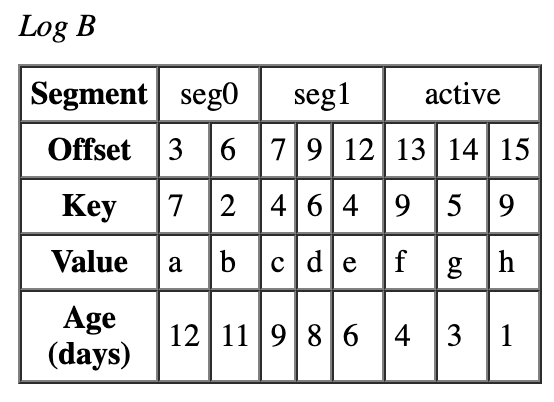 Log B
Segment seg0 seg1 active
Offset 3 6 7 9 12 13 14 15
Key 7 2 4 6 4 9 5 9
Value a b c d e f g h
Age
(days) 12 11 9 8 6 4 3 1